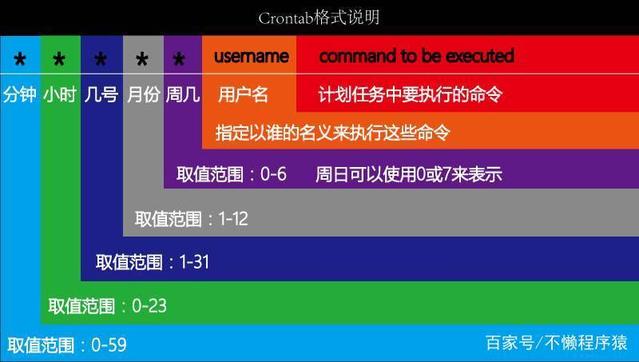 Crontab格式说明
* * * * * username command to be executed
分钟 小时 几号 月份 周几 用户名 计划任务中要执行的命令
指定以谁的名义来执行这些命令
取值范围：0-6 周日可以使用0或7来表示
取值范围：1-12
取值范围：1-31
取值范围：0-23
取值范围：0-59
百家号/不懒程序猿